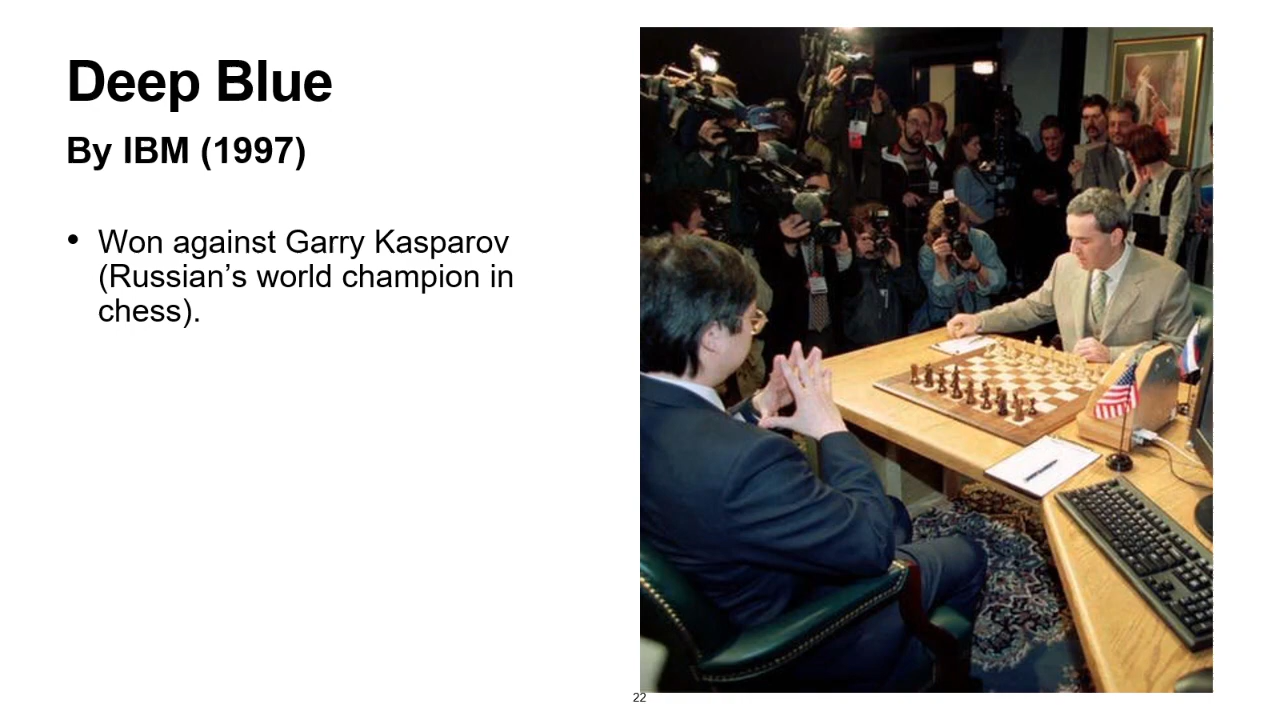 Deep Blue
By IBM (1997)
• Won against Garry Kasparov
(Russian’s world champion in
chess).
22